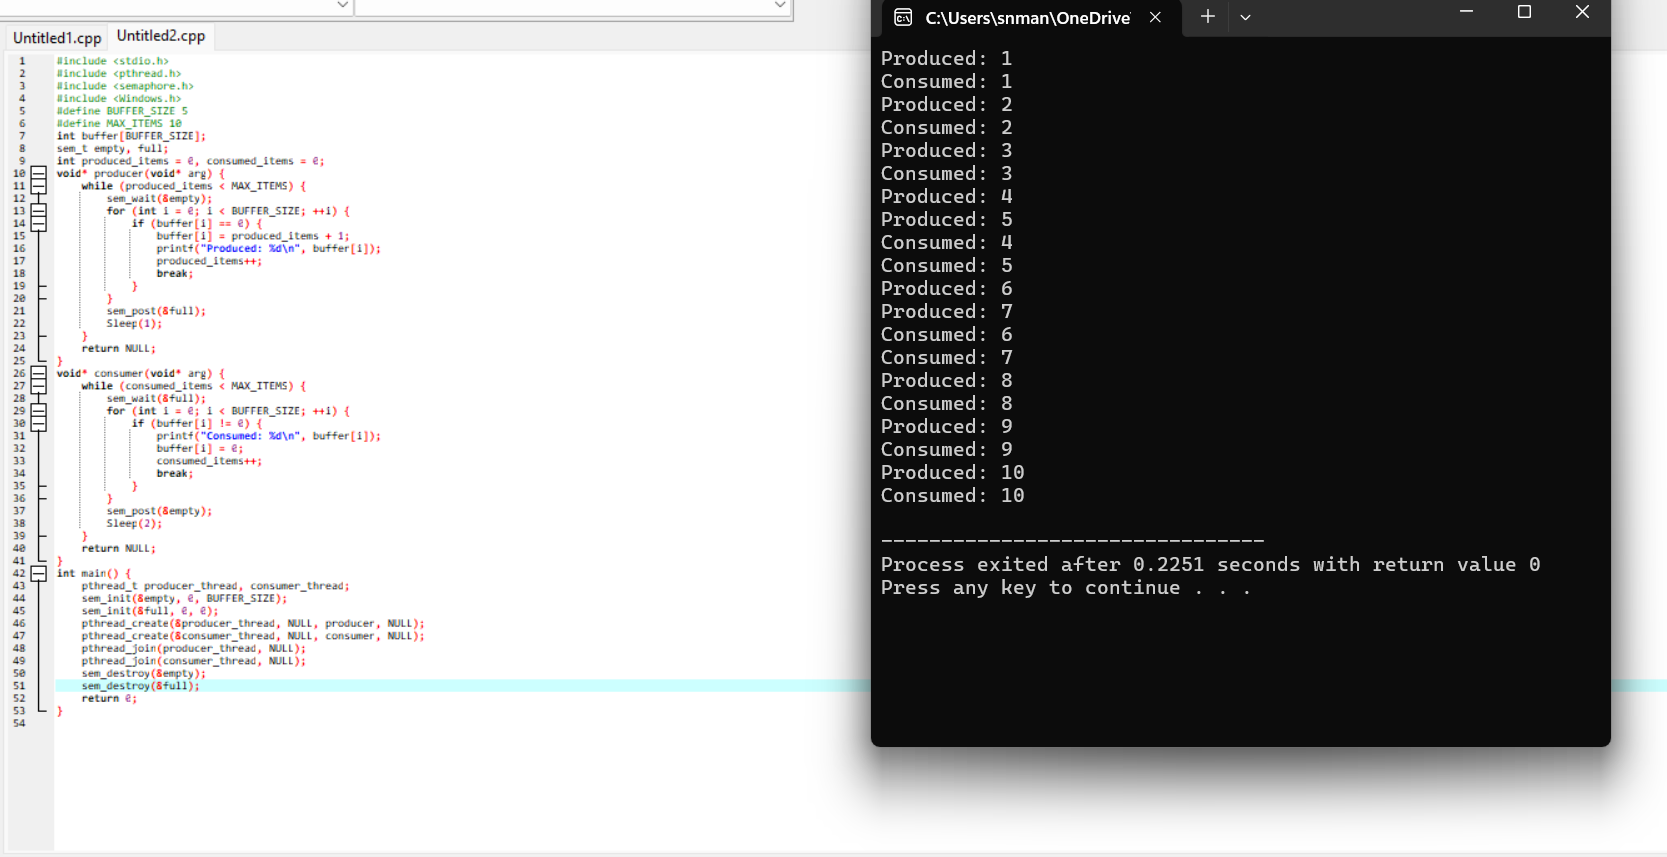 Untitled1.cpp Untitled2.cpp
1 #include <stdio.h>
2 #include <pthread.h>
3 #include <semaphore.h>
4 #include <Windows.h>
5 #define BUFFER_SIZE 5
6 #define MAX_ITEMS 10
7 int buffer[BUFFER_SIZE];
8 sem_t empty, full;
9 int produced_items = 0, consumed_items = 0;
10 void* producer(void* arg) {
11     while (produced_items < MAX_ITEMS) {
12         sem_wait(&empty);
13         for (int i = 0; i < BUFFER_SIZE; ++i) {
14             if (buffer[i] == 0) {
15                 buffer[i] = produced_items + 1;
16                 printf("Produced: %d\n", buffer[i]);
17                 produced_items++;
18                 break;
19             }
20         }
21         sem_post(&full);
22         Sleep(1);
23     }
24     return NULL;
25 }
26 void* consumer(void* arg) {
27     while (consumed_items < MAX_ITEMS) {
28         sem_wait(&full);
29         for (int i = 0; i < BUFFER_SIZE; ++i) {
30             if (buffer[i] != 0) {
31                 printf("Consumed: %d\n", buffer[i]);
32                 buffer[i] = 0;
33                 consumed_items++;
34                 break;
35             }
36         }
37         sem_post(&empty);
38         Sleep(2);
39     }
40     return NULL;
41 }
42 int main() {
43     pthread_t producer_thread, consumer_thread;
44     sem_init(&empty, 0, BUFFER_SIZE);
45     sem_init(&full, 0, 0);
46     pthread_create(&producer_thread, NULL, producer, NULL);
47     pthread_create(&consumer_thread, NULL, consumer, NULL);
48     pthread_join(producer_thread, NULL);
49     pthread_join(consumer_thread, NULL);
50     sem_destroy(&empty);
51     sem_destroy(&full);
52     return 0;
53 }
54
C:\Users\snman\OneDrive
Produced: 1
Consumed: 1
Produced: 2
Consumed: 2
Produced: 3
Consumed: 3
Produced: 4
Produced: 5
Consumed: 4
Consumed: 5
Produced: 6
Produced: 7
Consumed: 6
Consumed: 7
Produced: 8
Consumed: 8
Produced: 9
Consumed: 9
Produced: 10
Consumed: 10
--------------------------------
Process exited after 0.2251 seconds with return value 0
Press any key to continue . . .